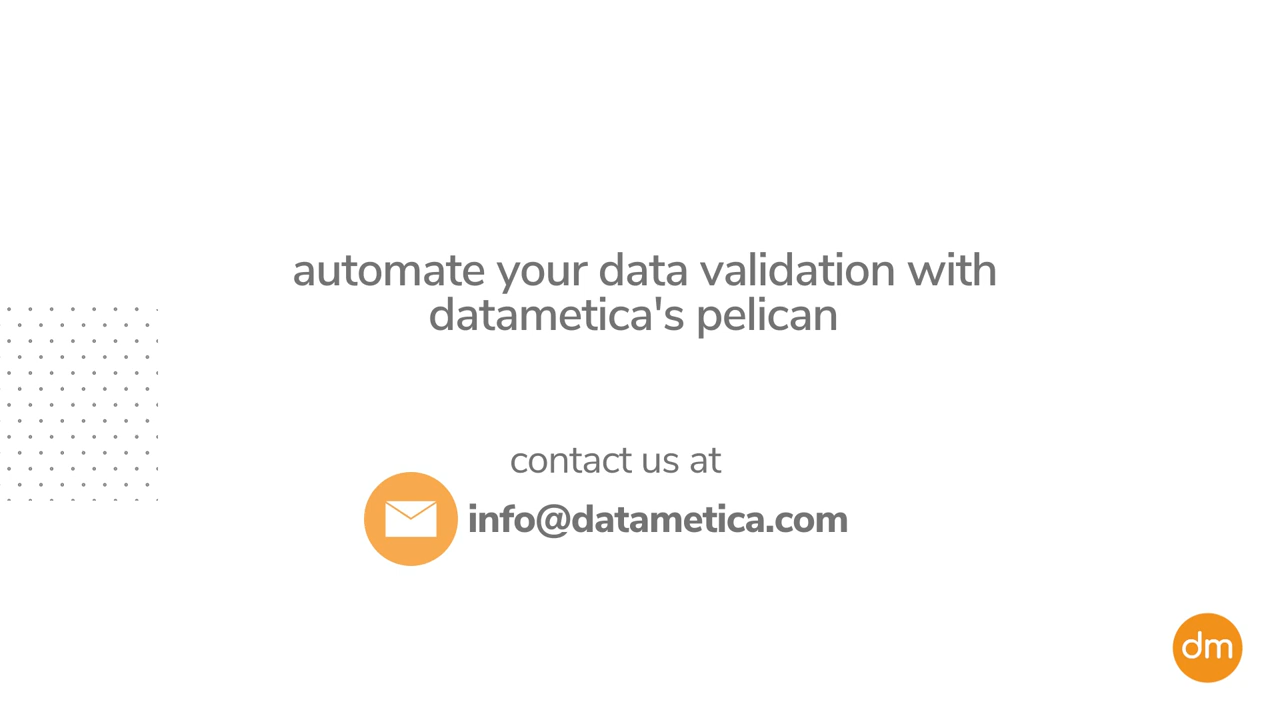 automate your data validation with
datametica's pelican
contact us at
info@datametica.com
dm